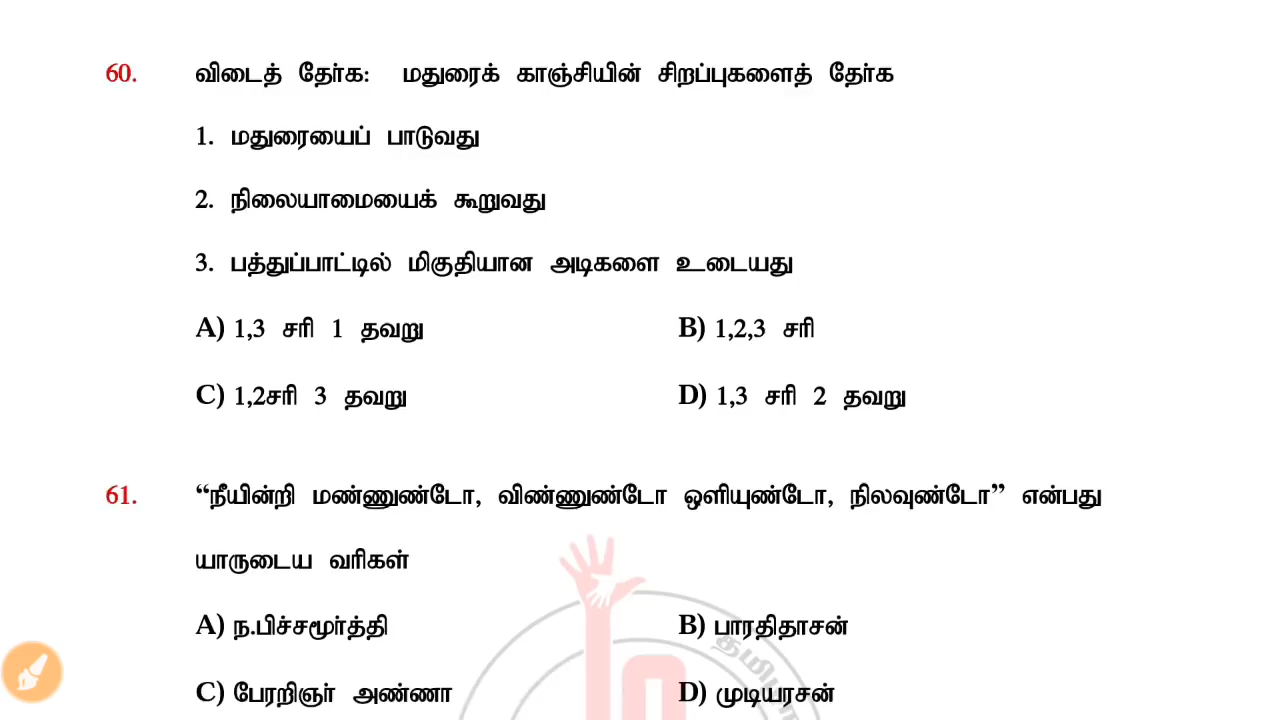 60. விடைத் தேர்க: மதுரைக் காஞ்சியின் சிறப்புகளைத் தேர்க
1. மதுரையைப் பாடுவது
2. நிலையாமையைக் கூறுவது
3. பத்துப்பாட்டில் மிகுதியான அடிகளை உடையது
A) 1,3 சரி 1 தவறு B) 1,2,3 சரி
C) 1,2சரி 3 தவறு D) 1,3 சரி 2 தவறு
61. “நீயின்றி மண்ணுண்டோ, விண்ணுண்டோ ஒளியுண்டோ, நிலவுண்டோ” என்பது
யாருடைய வரிகள்
A) ந.பிச்சமூர்த்தி B) பாரதிதாசன்
C) பேரறிஞர் அண்ணா D) முடியரசன்